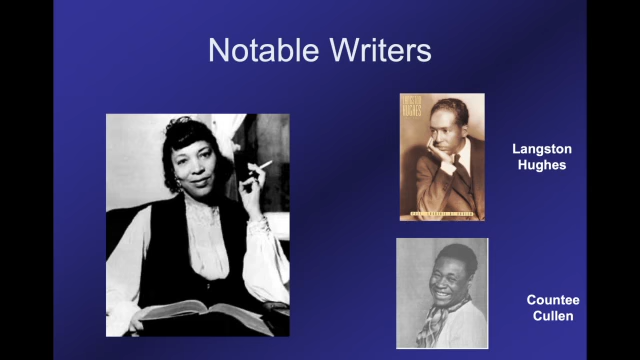 Notable Writers
LANGSTON
HUGHES
Langston
Hughes
Countee
Cullen